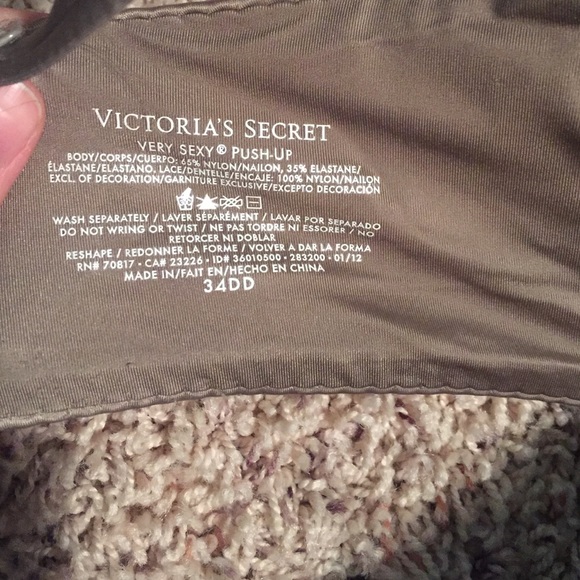 VICTORIA'S SECRET
VERY SEXY® PUSH-UP
BODY/CORPS/CUERPO: 65% NYLON/NAILON, 35% ELASTANE/
ÉLASTANE/ELASTANO. LACE/DENTELLE/ENCAJE: 100% NYLON/NAILON
EXCL. OF DECORATION/GARNITURE EXCLUSIVE/EXCEPTO DECORACIÓN
WASH SEPARATELY / LAVER SÉPARÉMENT / LAVAR POR SEPARADO
DO NOT WRING OR TWIST / NE PAS TORDRE NI ESSORER / NO
RETORCER NI DOBLAR
RESHAPE / REDONNER LA FORME / VOLVER A DAR LA FORMA
RN# 70817 • CA# 23226 • ID# 36010500 • 283200 • 01/12
MADE IN/FAIT EN/HECHO EN CHINA
34DD